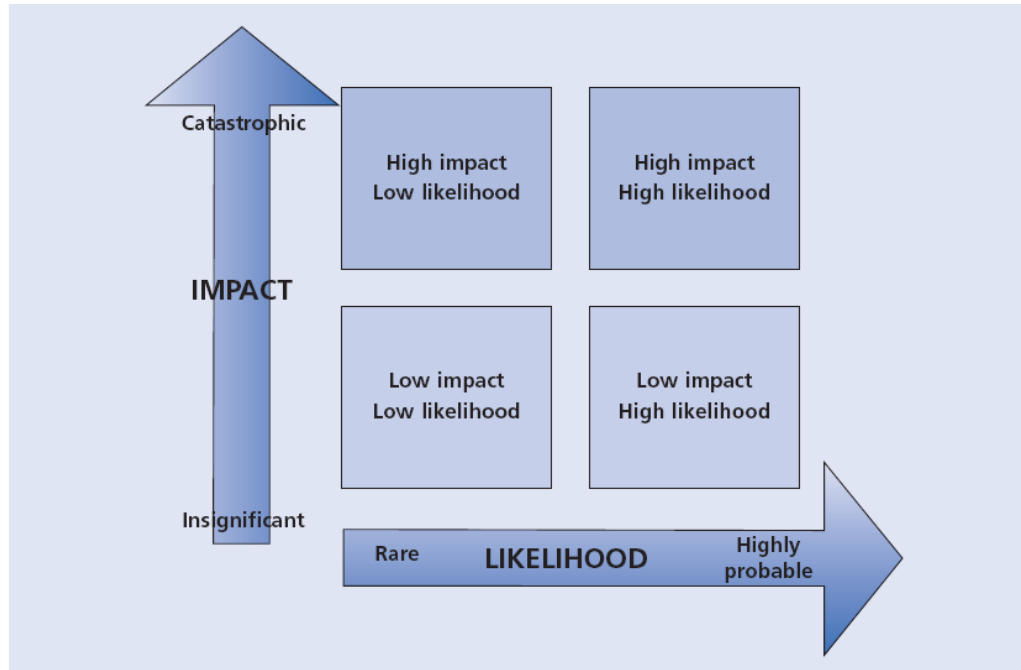 Catastrophic
High impact
Low likelihood
High impact
High likelihood
IMPACT
Low impact
Low likelihood
Low impact
High likelihood
Insignificant
Rare
LIKELIHOOD
Highly
probable